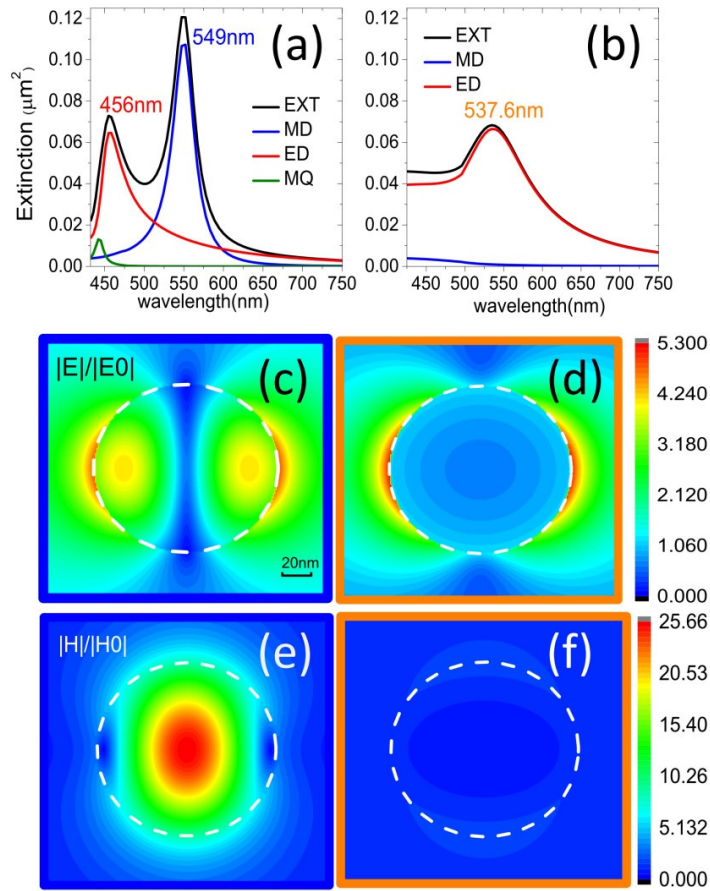 0.12
0.10
0.08
0.06
0.04
0.02
0.00
Extinction (μm²)
(a)
549nm
456nm
EXT
MD
ED
MQ
450 500 550 600 650 700 750
wavelength(nm)
0.12
0.10
0.08
0.06
0.04
0.02
0.00
(b)
EXT
MD
ED
537.6nm
450 500 550 600 650 700 750
wavelength(nm)
|E|/|E0|
(c)
20nm
(d)
5.300
4.240
3.180
2.120
1.060
0.000
|H|/|H0|
(e)
(f)
25.66
20.53
15.40
10.26
5.132
0.000